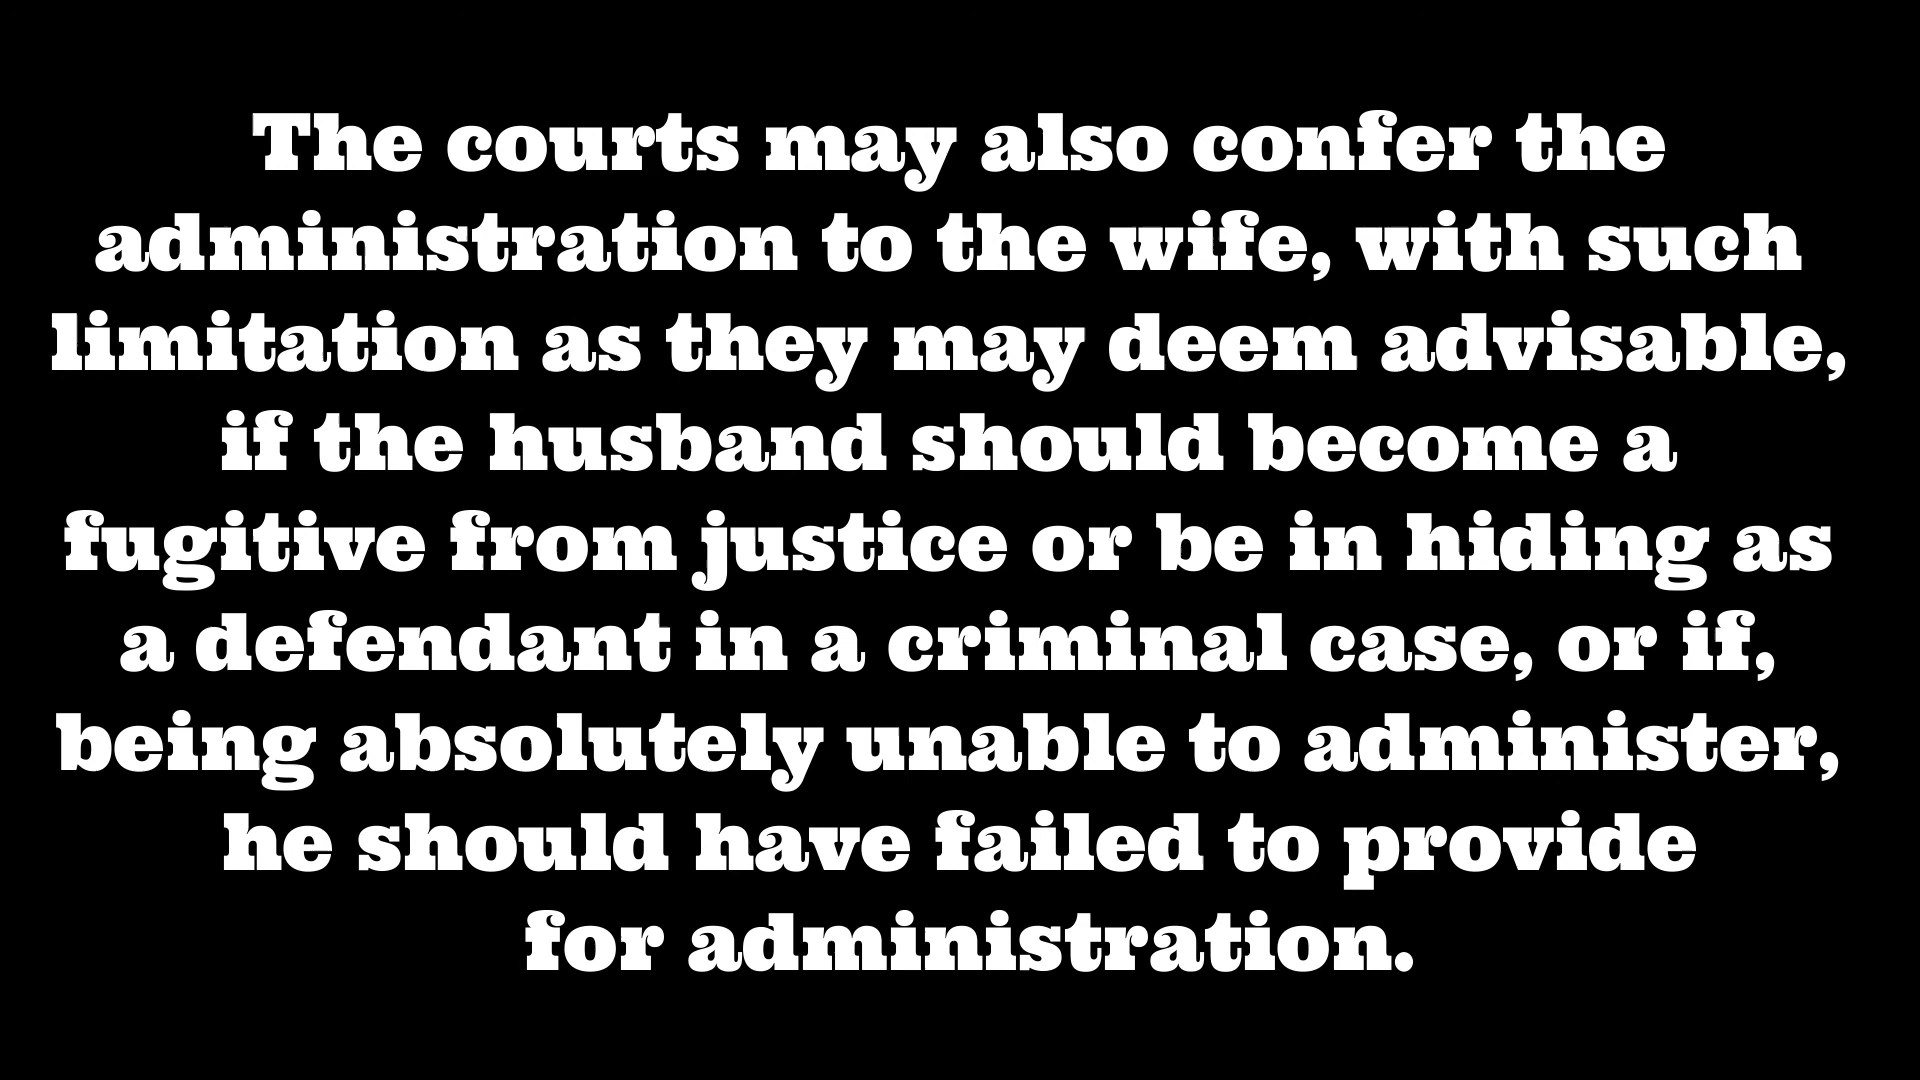 The courts may also confer the
administration to the wife, with such
limitation as they may deem advisable,
if the husband should become a
fugitive from justice or be in hiding as
a defendant in a criminal case, or if,
being absolutely unable to administer,
he should have failed to provide
for administration.